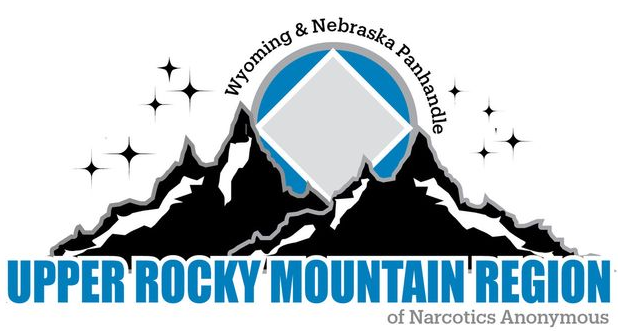 Wyoming & Nebraska Panhandle
UPPER ROCKY MOUNTAIN REGION
of Narcotics Anonymous